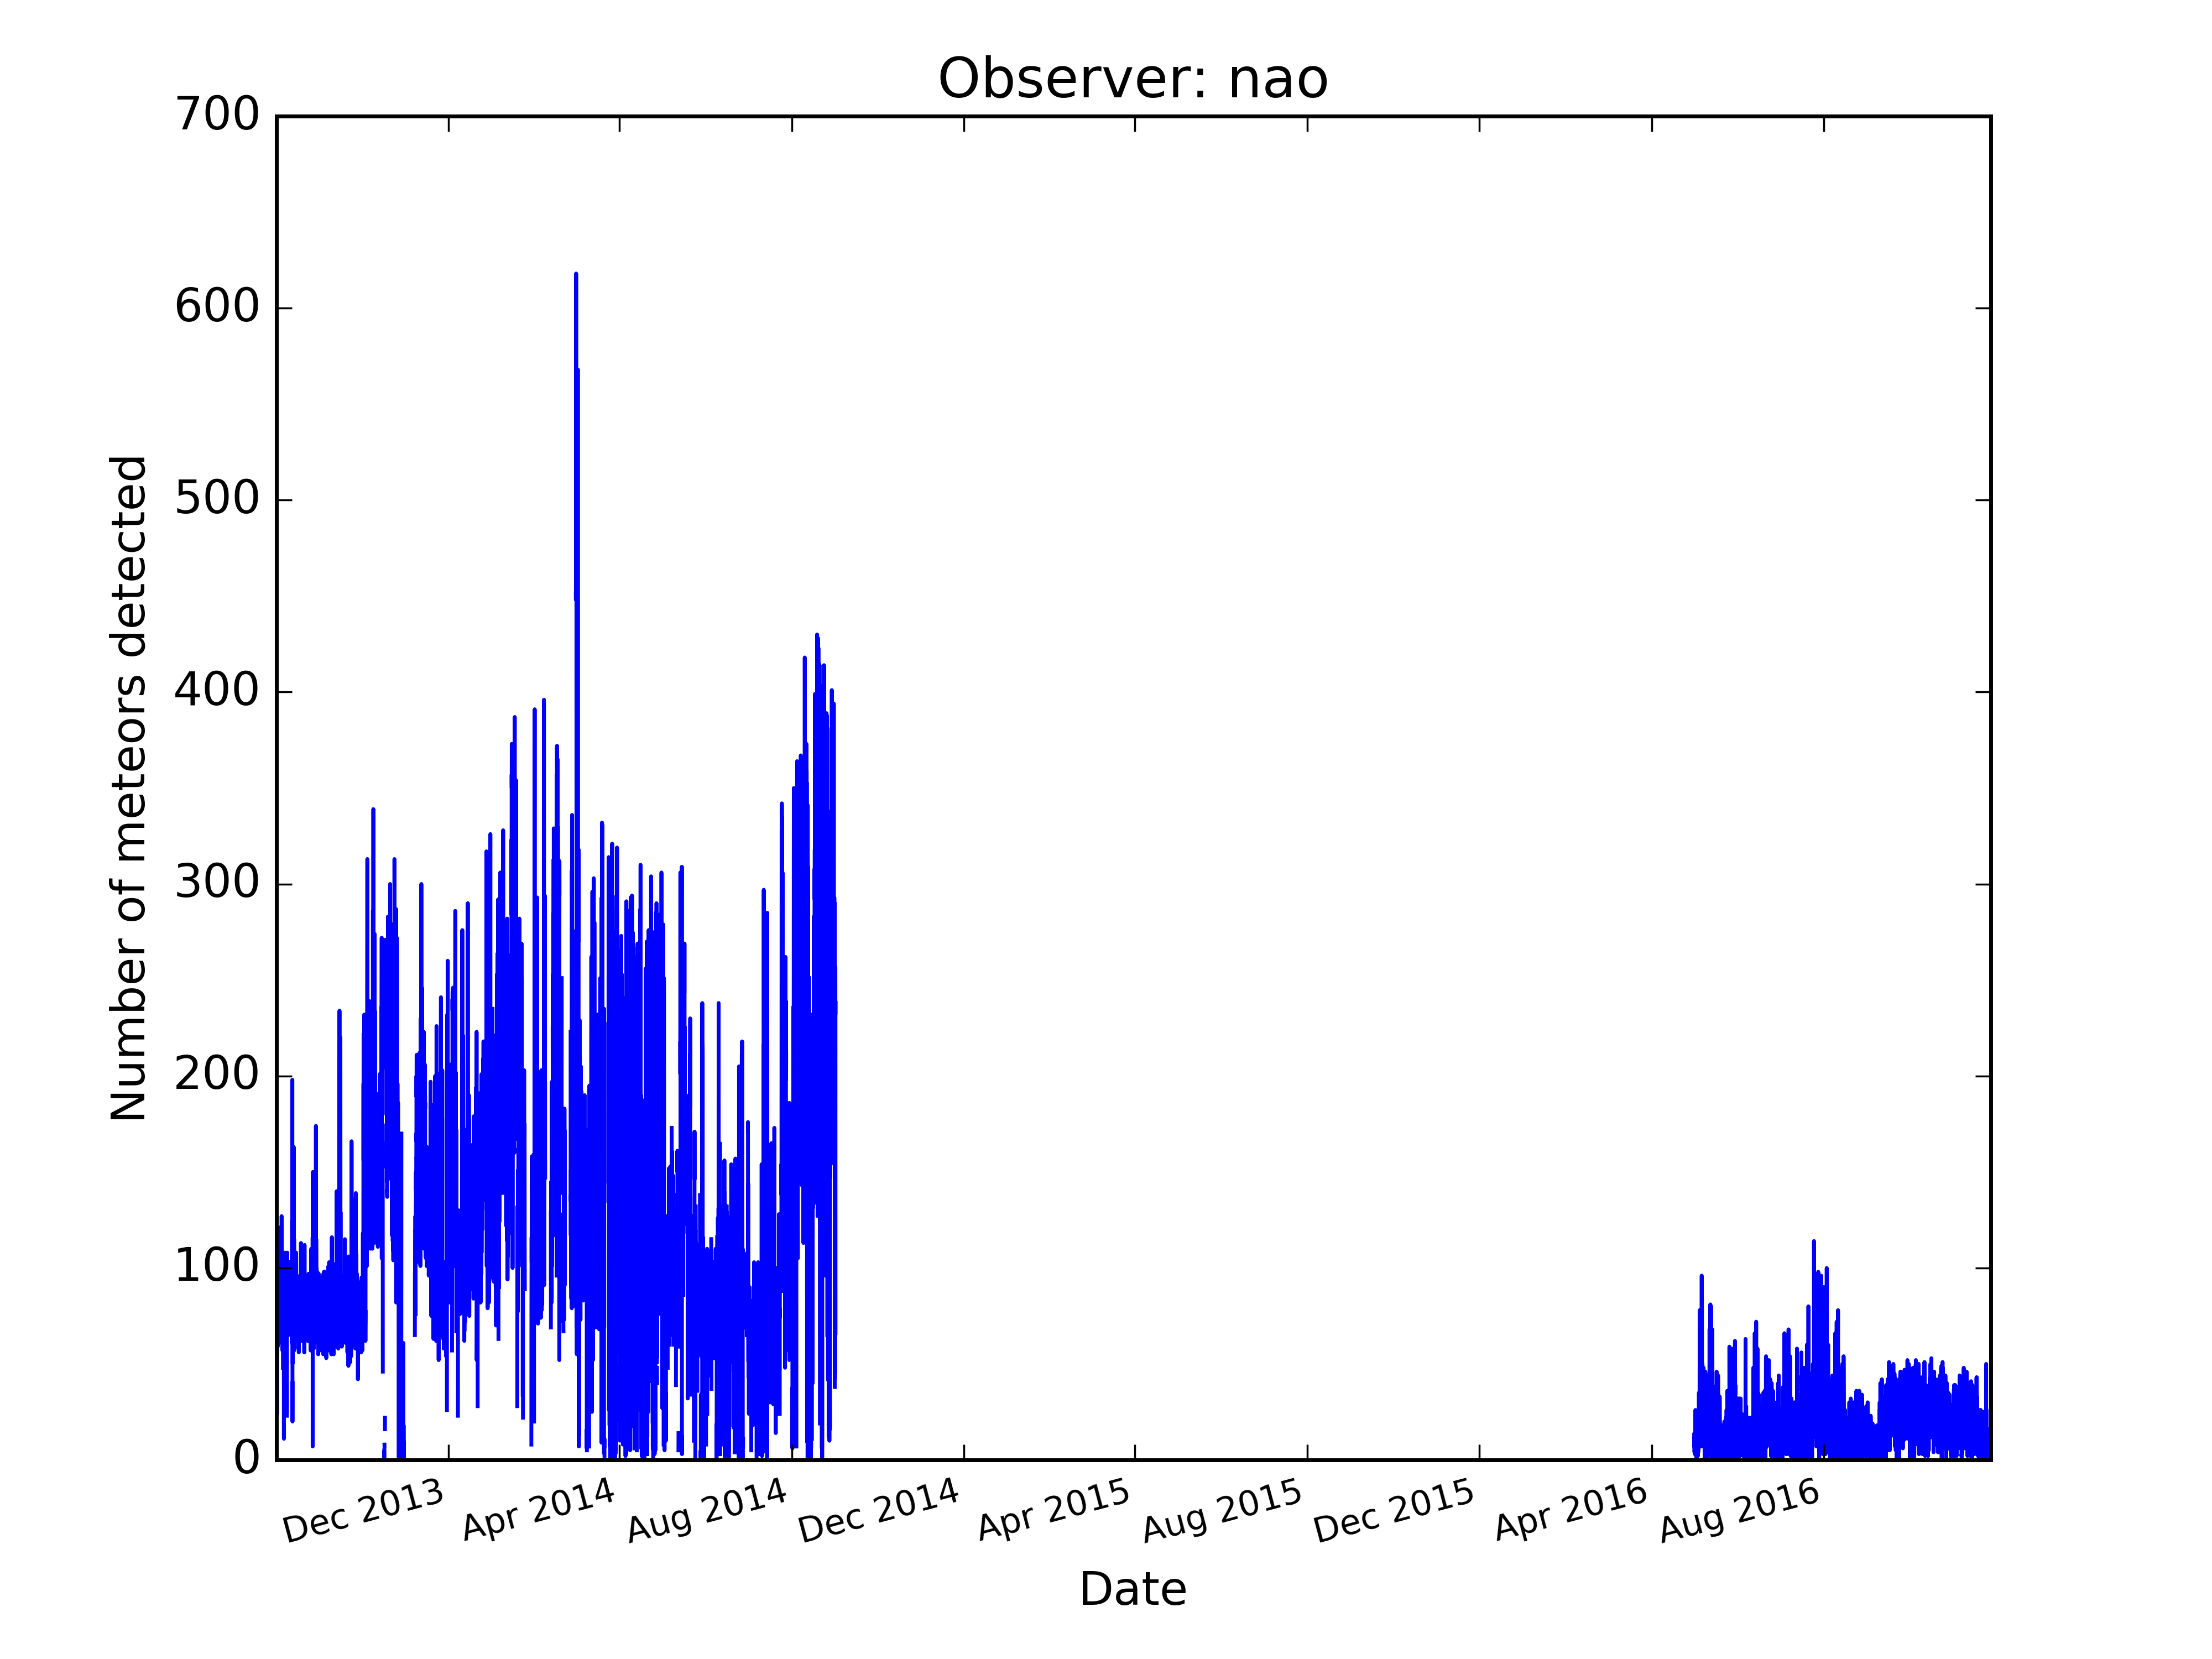 Observer: nao
700
600
500
400
300
200
100
0
Number of meteors detected
Dec 2013
Apr 2014
Aug 2014
Dec 2014
Apr 2015
Aug 2015
Dec 2015
Apr 2016
Aug 2016
Date